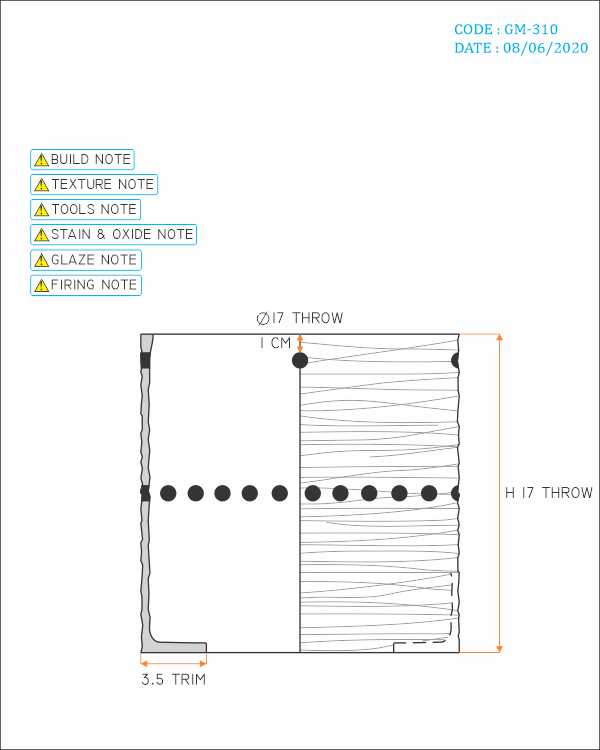 CODE : GM-310
DATE : 08/06/2020
BUILD NOTE
TEXTURE NOTE
TOOLS NOTE
STAIN & OXIDE NOTE
GLAZE NOTE
FIRING NOTE
Ø17 THROW
1 CM
H 17 THROW
3.5 TRIM